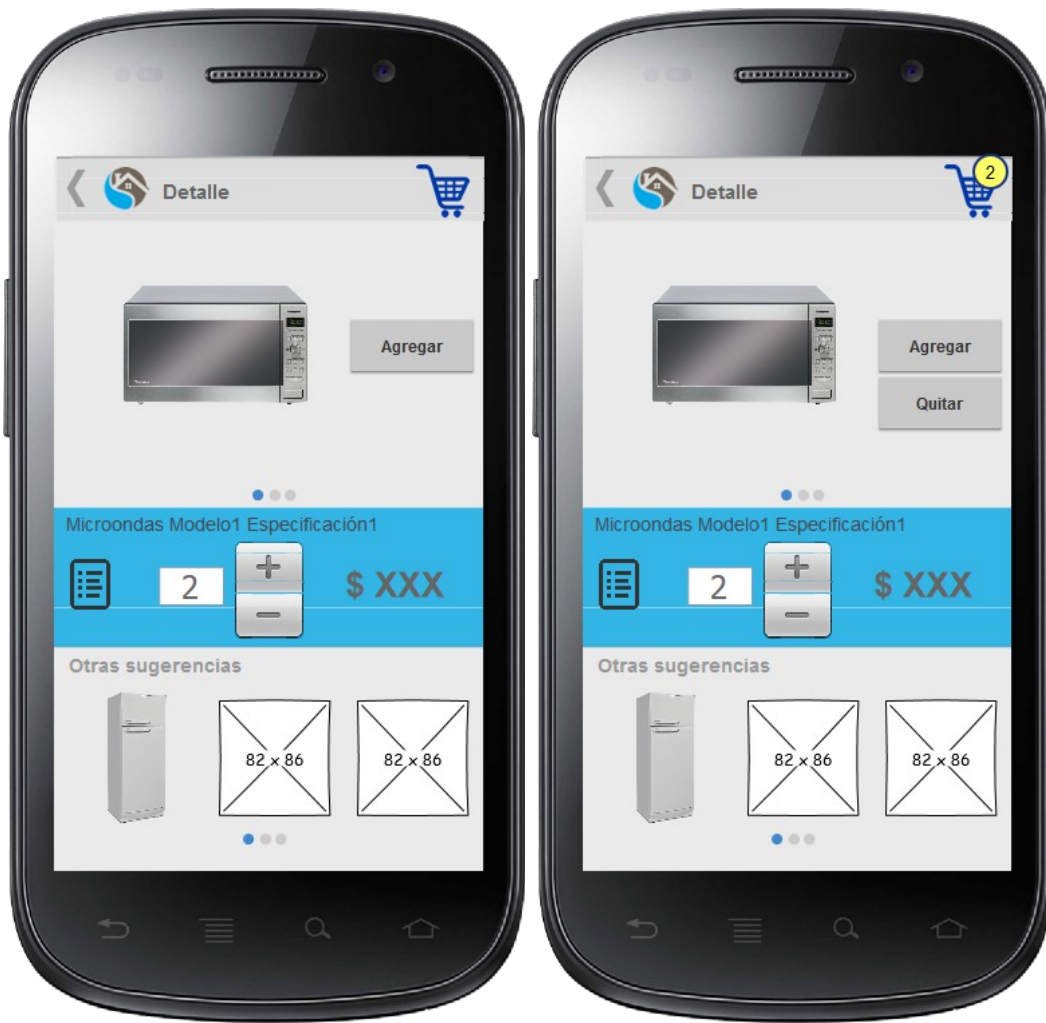 Detalle
Agregar
Microondas Modelo1 Especificación1
2
$ XXX
Otras sugerencias
82 x 86
82 x 86
Detalle
2
Agregar
Quitar
Microondas Modelo1 Especificación1
2
$ XXX
Otras sugerencias
82 x 86
82 x 86